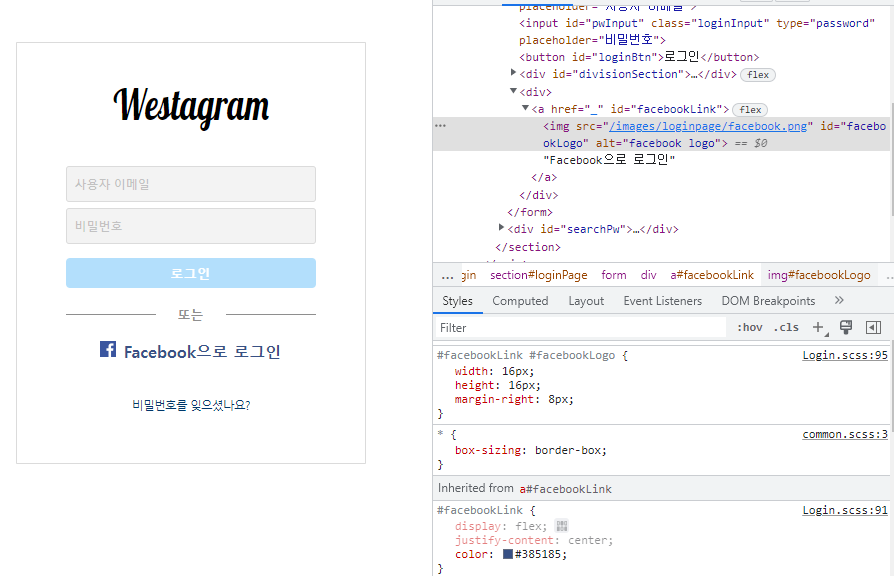 Westagram
사용자 이메일
비밀번호
로그인
또는
Facebook으로 로그인
비밀번호를 잊으셨나요?
placeholder="사용자 이메일">
<input id="pwInput" class="loginInput" type="password"
placeholder="비밀번호">
<button id="loginBtn">로그인</button>
<div id="divisionSection">…</div> flex
<div>
<a href="_" id="facebookLink"> flex
… <img src="/images/loginpage/facebook.png" id="facebo
okLogo" alt="facebook logo"> == $0
"Facebook으로 로그인"
</a>
</div>
</form>
<div id="searchPw">…</div>
</section>
… gin section#loginPage form div a#facebookLink img#facebookLogo …
Styles Computed Layout Event Listeners DOM Breakpoints »
Filter :hov .cls +
#facebookLink #facebookLogo { Login.scss:95
width: 16px;
height: 16px;
margin-right: 8px;
}
* { common.scss:3
box-sizing: border-box;
}
Inherited from a#facebookLink
#facebookLink { Login.scss:91
display: flex;
justify-content: center;
color: #385185;
}